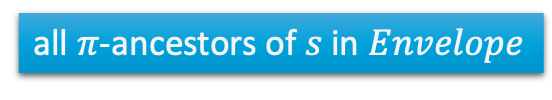 all 𝜋-ancestors of 𝑠 in 𝐸𝑛𝑣𝑒𝑙𝑜𝑝𝑒